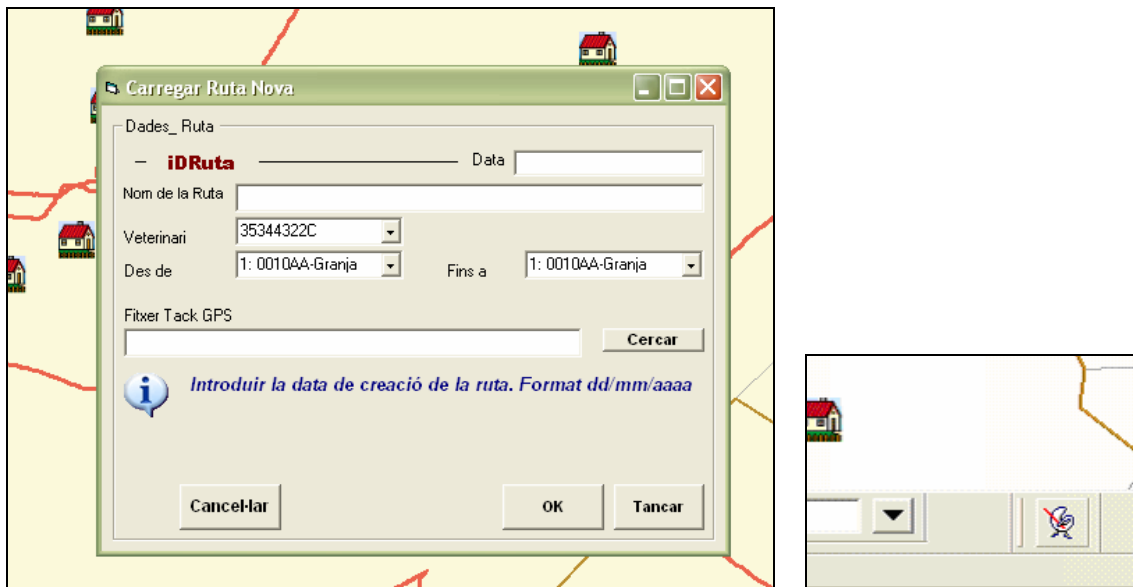 Carregar Ruta Nova
Dades_ Ruta
iDRuta Data
Nom de la Ruta
Veterinari 35344322C
Des de 1: 0010AA-Granja Fins a 1: 0010AA-Granja
Fitxer Tack GPS
Cercar
Introduir la data de creació de la ruta. Format dd/mm/aaaa
Cancel·lar OK Tancar